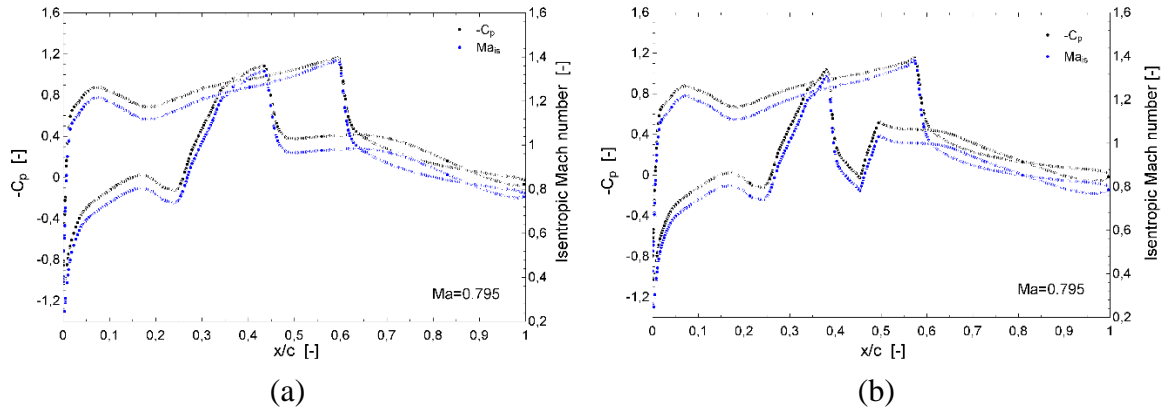 1,6
1,2
0,8
0,4
0
-0,4
-0,8
-1,2
-Cp [-]
-Cp
Mais
Ma=0.795
1,6
1,4
1,2
1
0,8
0,6
0,4
0,2
Isentropic Mach number [-]
0 0,1 0,2 0,3 0,4 0,5 0,6 0,7 0,8 0,9 1
x/c [-]
(a)
1,6
1,2
0,8
0,4
0
-0,4
-0,8
-1,2
-Cp [-]
-Cp
Mais
Ma=0.795
1,6
1,4
1,2
1
0,8
0,6
0,4
0,2
Isentropic Mach number [-]
0 0,1 0,2 0,3 0,4 0,5 0,6 0,7 0,8 0,9 1
x/c [-]
(b)